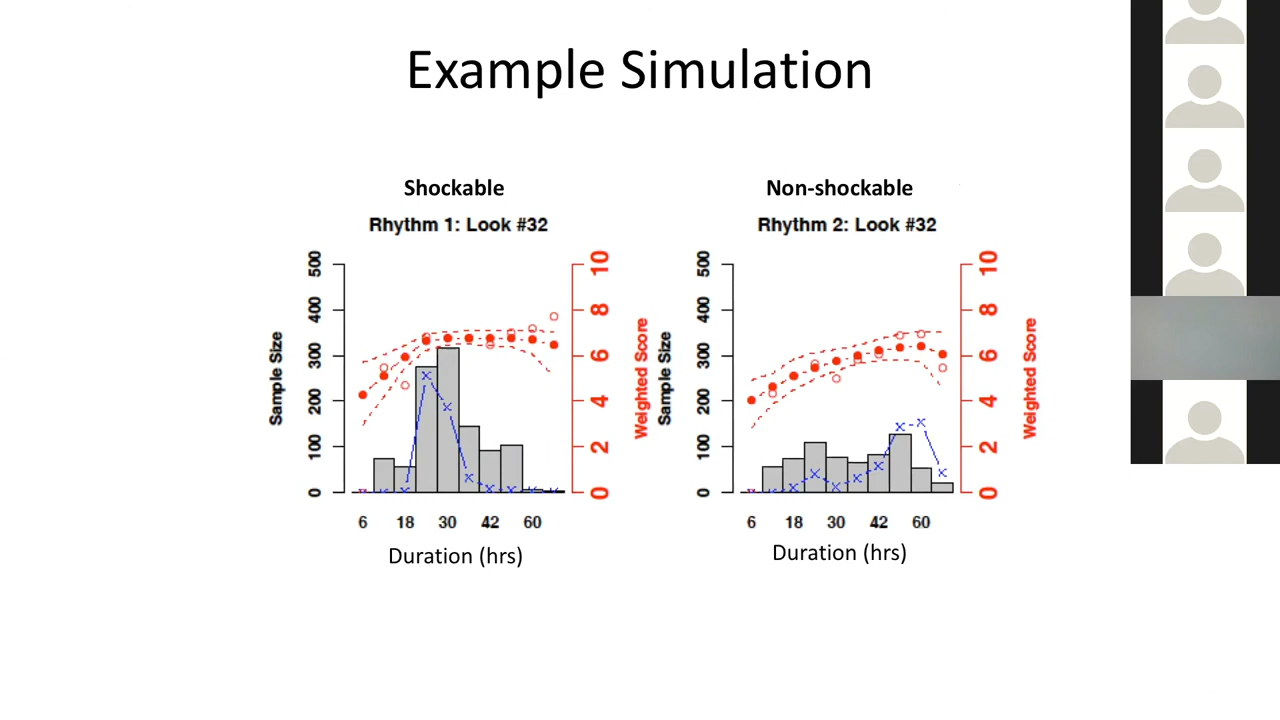 Example Simulation
Shockable
Non-shockable
Rhythm 1: Look #32
Rhythm 2: Look #32
Sample Size
500
400
300
200
100
0
6 18 30 42 60
10
8
6
4
2
0
Weighted Score
Duration (hrs)
Sample Size
500
400
300
200
100
0
6 18 30 42 60
10
8
6
4
2
0
Weighted Score
Duration (hrs)